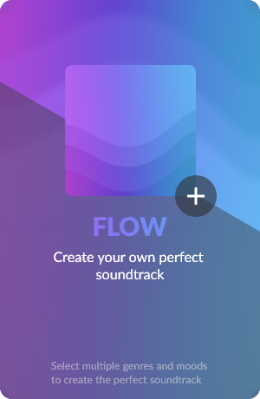 FLOW
Create your own perfect
soundtrack
Select multiple genres and moods
to create the perfect soundtrack